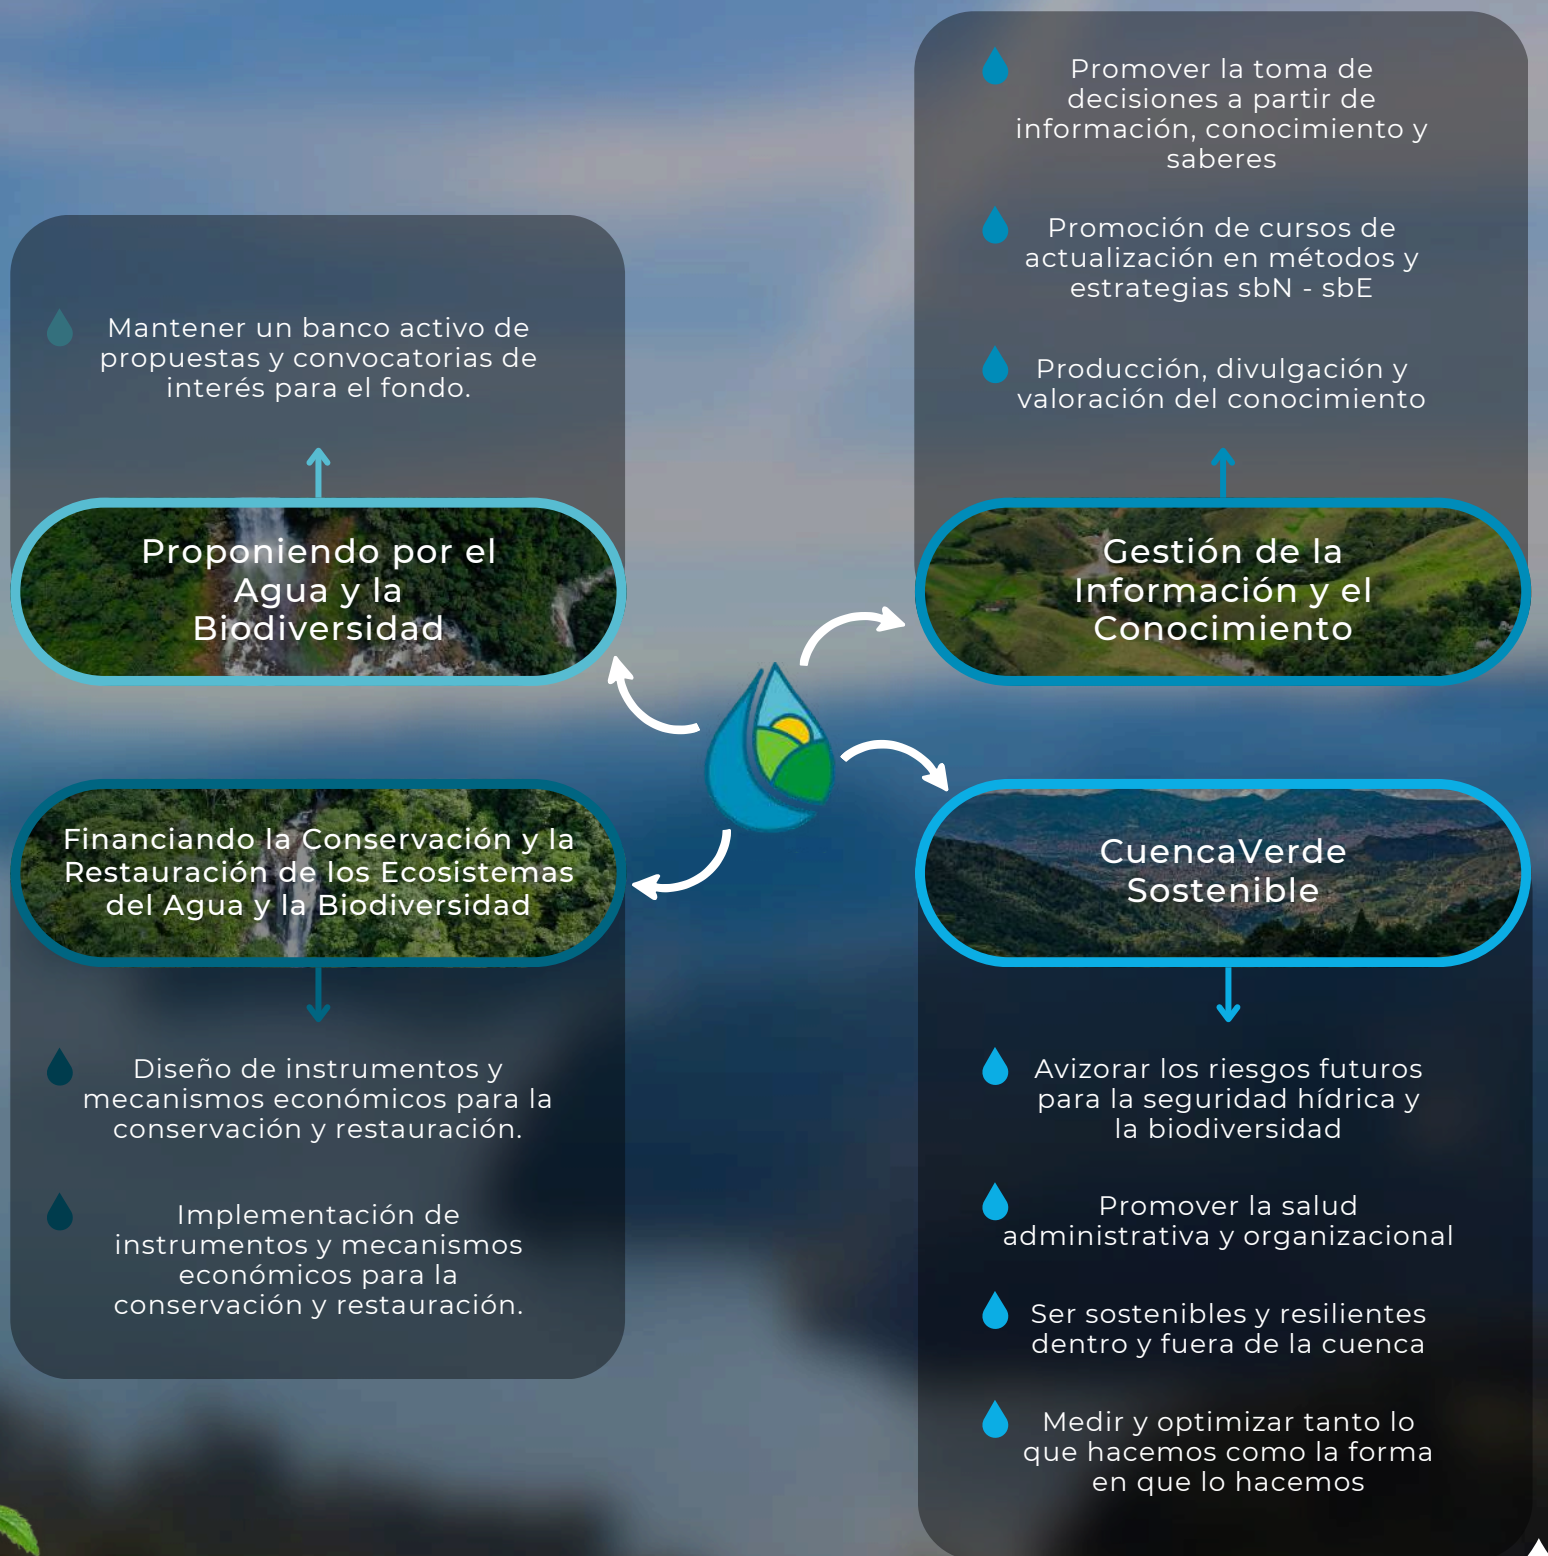 Mantener un banco activo de
propuestas y convocatorias de
interés para el fondo.
Proponiendo por el
Agua y la
Biodiversidad
Promover la toma de
decisiones a partir de
información, conocimiento y
saberes
Promoción de cursos de
actualización en métodos y
estrategias sbN - sbE
Producción, divulgación y
valoración del conocimiento
Gestión de la
Información y el
Conocimiento
Financiando la Conservación y la
Restauración de los Ecosistemas
del Agua y la Biodiversidad
Diseño de instrumentos y
mecanismos económicos para la
conservación y restauración.
Implementación de
instrumentos y mecanismos
económicos para la
conservación y restauración.
CuencaVerde
Sostenible
Avizorar los riesgos futuros
para la seguridad hídrica y
la biodiversidad
Promover la salud
administrativa y organizacional
Ser sostenibles y resilientes
dentro y fuera de la cuenca
Medir y optimizar tanto lo
que hacemos como la forma
en que lo hacemos